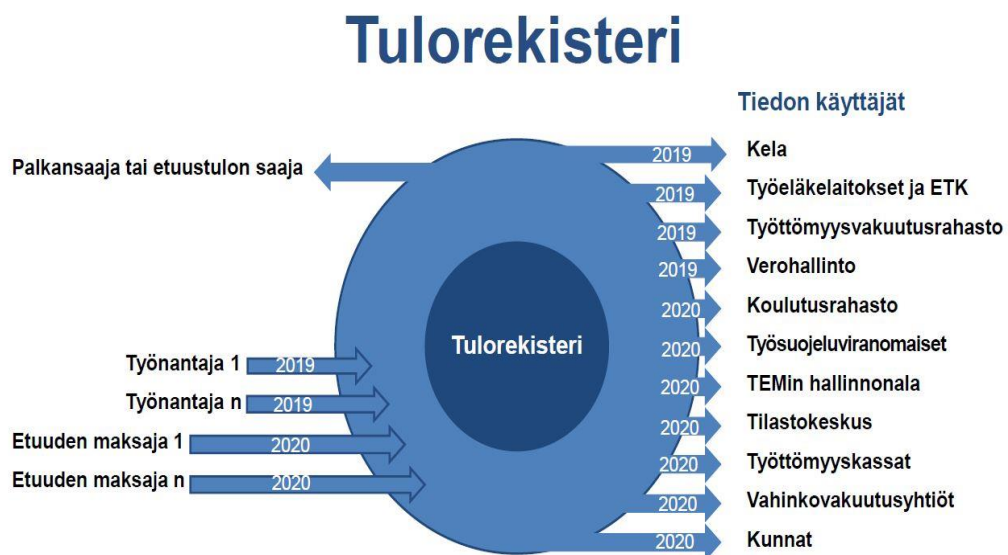 Tulorekisteri
Tiedon käyttäjät
Palkansaaja tai etuustulon saaja
2019 Kela
2019 Työeläkelaitokset ja ETK
2019 Työttömyysvakuutusrahasto
2019 Verohallinto
2020 Koulutusrahasto
2020 Työsuojeluviranomaiset
2020 TEMin hallinnonala
2020 Tilastokeskus
2020 Työttömyyskassat
2020 Vahinkovakuutusyhtiöt
2020 Kunnat
Tulorekisteri
Työnantaja 1 2019
Työnantaja n 2019
Etuuden maksaja 1 2020
Etuuden maksaja n 2020